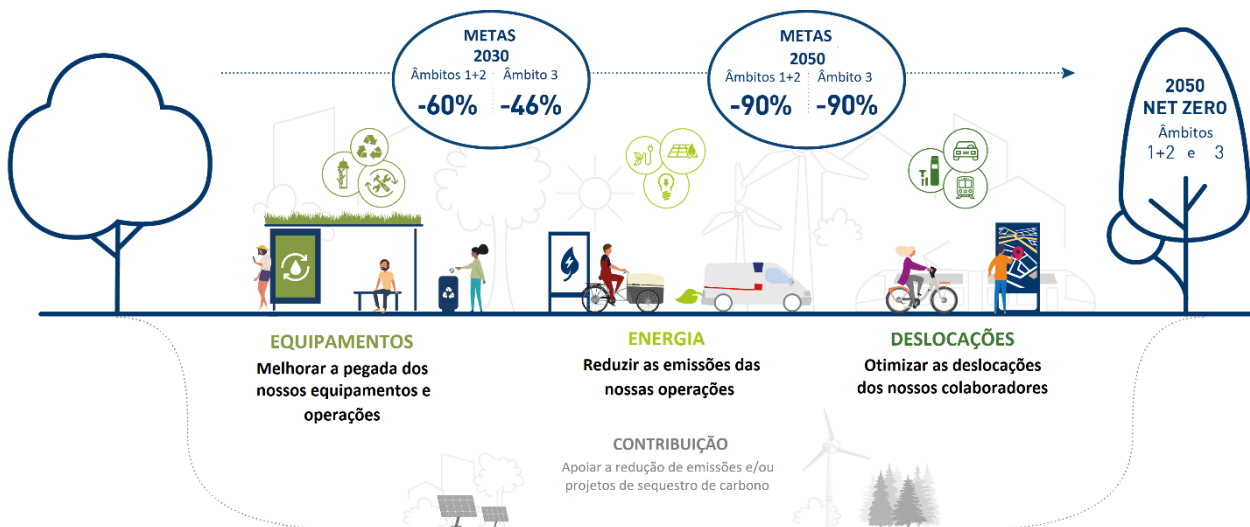 METAS
2030
Âmbitos 1+2 Âmbito 3
-60% -46%
METAS
2050
Âmbitos 1+2 Âmbito 3
-90% -90%
2050
NET ZERO
Âmbitos
1+2 e 3
EQUIPAMENTOS
Melhorar a pegada dos
nossos equipamentos e
operações
ENERGIA
Reduzir as emissões das
nossas operações
DESLOCAÇÕES
Otimizar as deslocações
dos nossos colaboradores
CONTRIBUIÇÃO
Apoiar a redução de emissões e/ou
projetos de sequestro de carbono